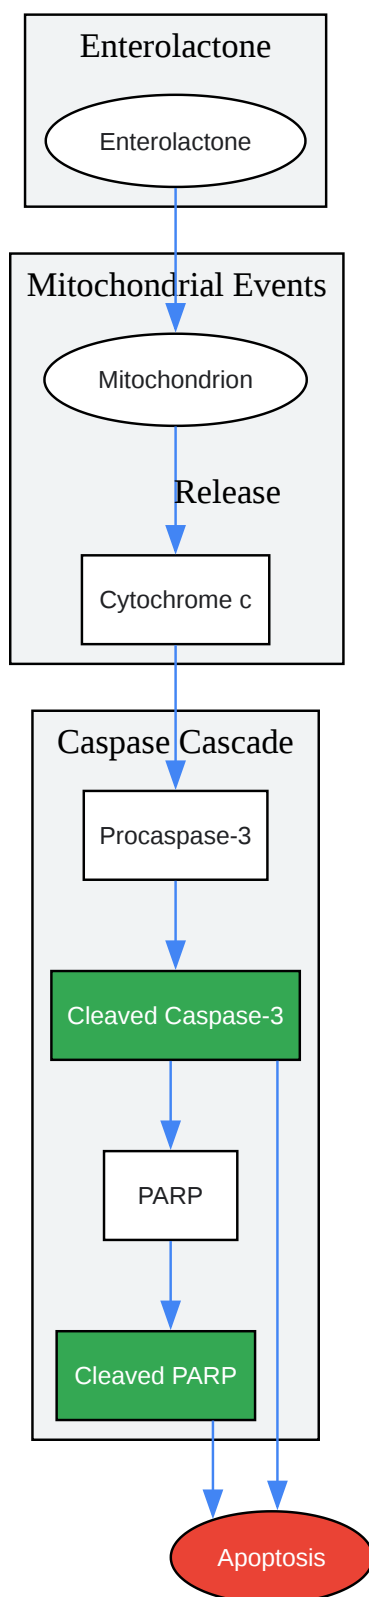 Enterolactone
Enterolactone
Mitochondrial Events
Mitochondrion
Release
Cytochrome c
Caspase Cascade
Procaspase-3
Cleaved Caspase-3
PARP
Cleaved PARP
Apoptosis